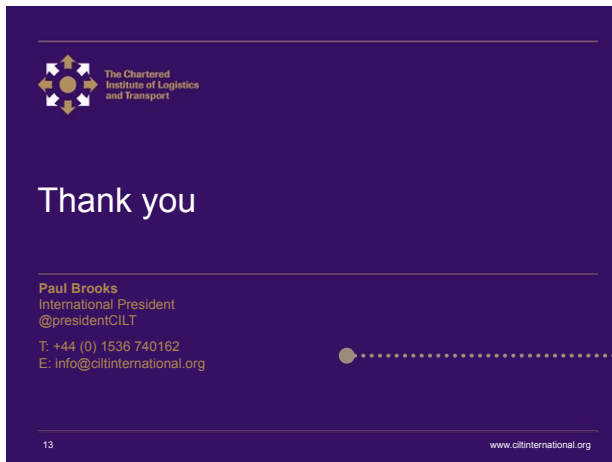 The Chartered
Institute of Logistics
and Transport
Thank you
Paul Brooks
International President
@presidentCILT
T: +44 (0) 1536 740162
E: info@ciltinternational.org
13
www.ciltinternational.org